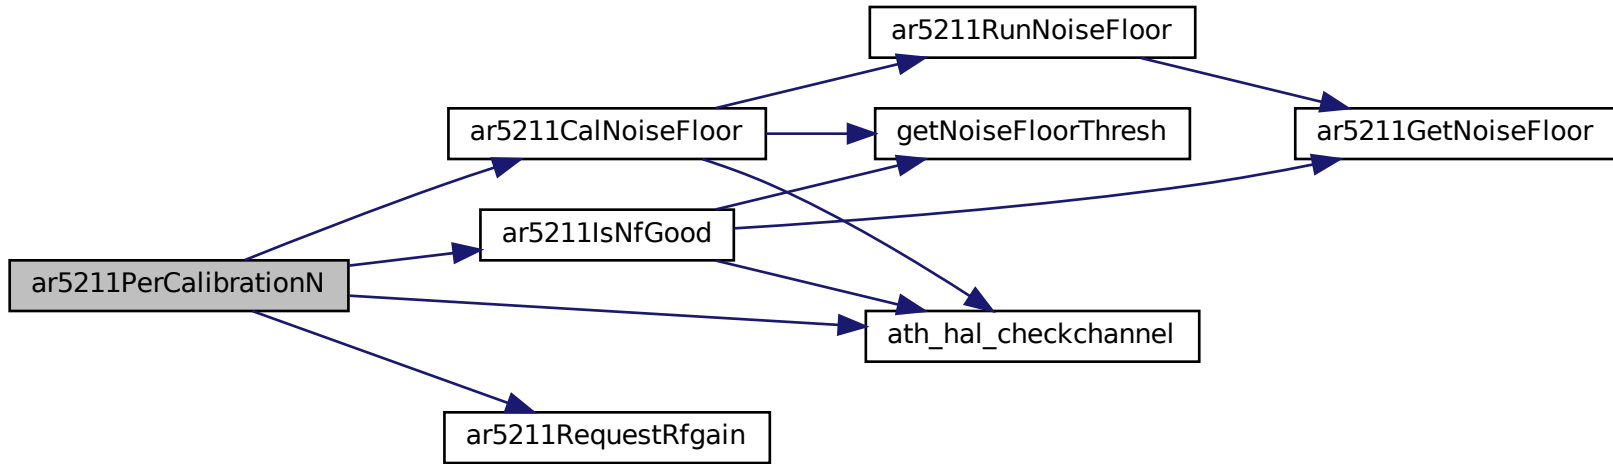 ar5211RunNoiseFloor
ar5211CalNoiseFloor
getNoiseFloorThresh
ar5211GetNoiseFloor
ar5211IsNfGood
ar5211PerCalibrationN
ath_hal_checkchannel
ar5211RequestRfgain